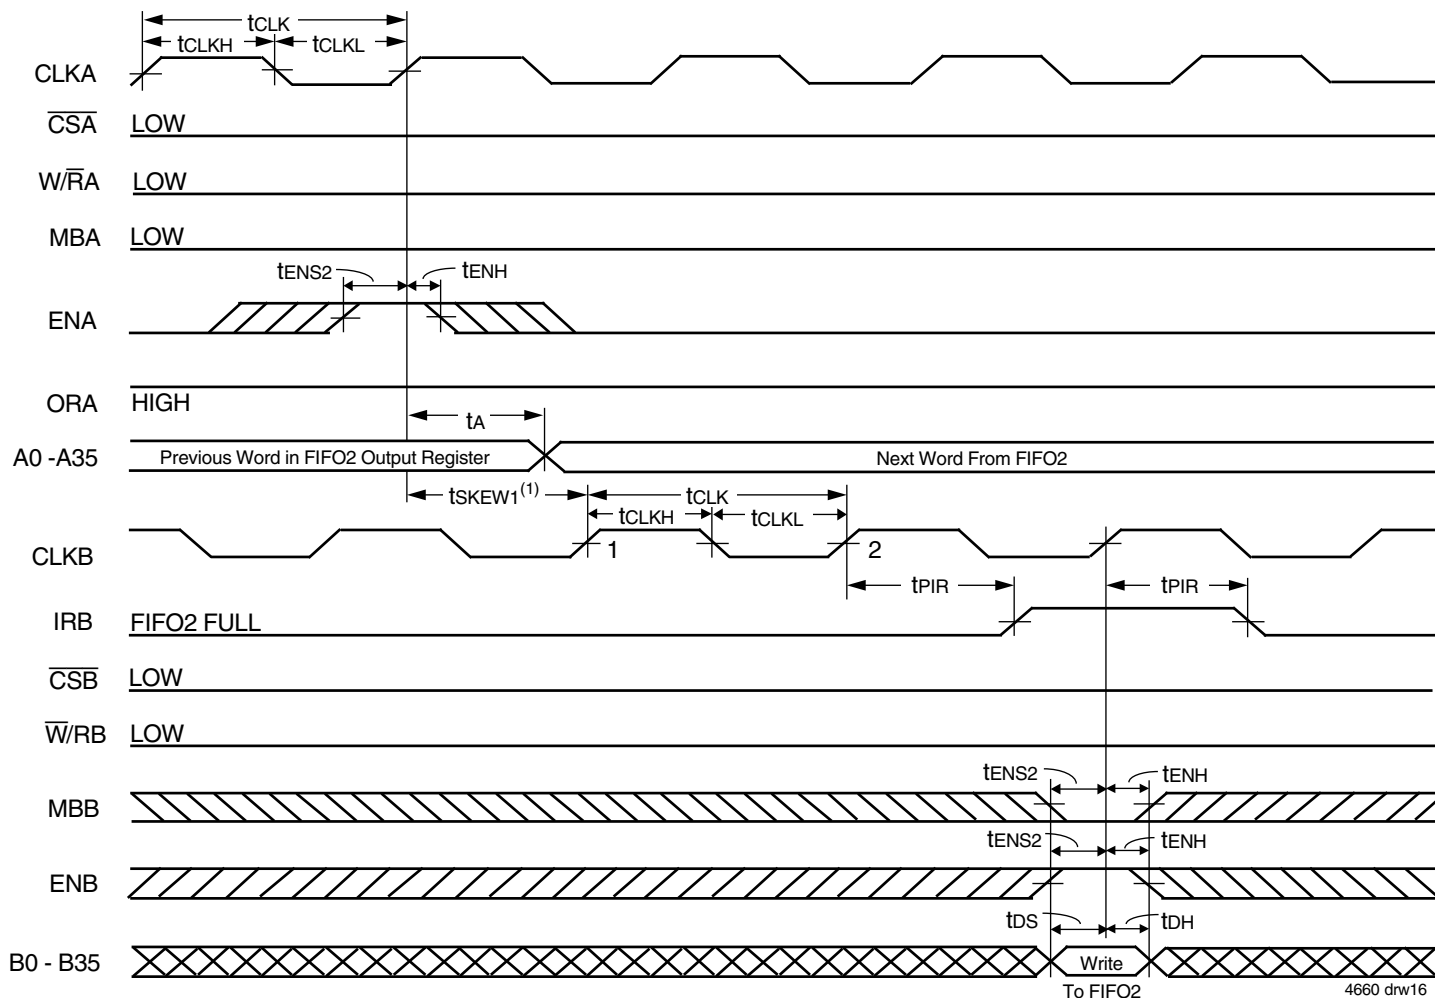 tCLK
tCLKH tCLKL
CLKA
CSA LOW
W/RA LOW
MBA LOW
tENS2 tENH
ENA
ORA HIGH
tA
A0 -A35 Previous Word in FIFO2 Output Register Next Word From FIFO2
tSKEW1(1) tCLK
tCLKH tCLKL
CLKB 1 2
tPIR tPIR
IRB FIFO2 FULL
CSB LOW
W/RB LOW
tENS2 tENH
MBB
tENS2 tENH
ENB
tDS tDH
B0 - B35 Write
To FIFO2
4660 drw16